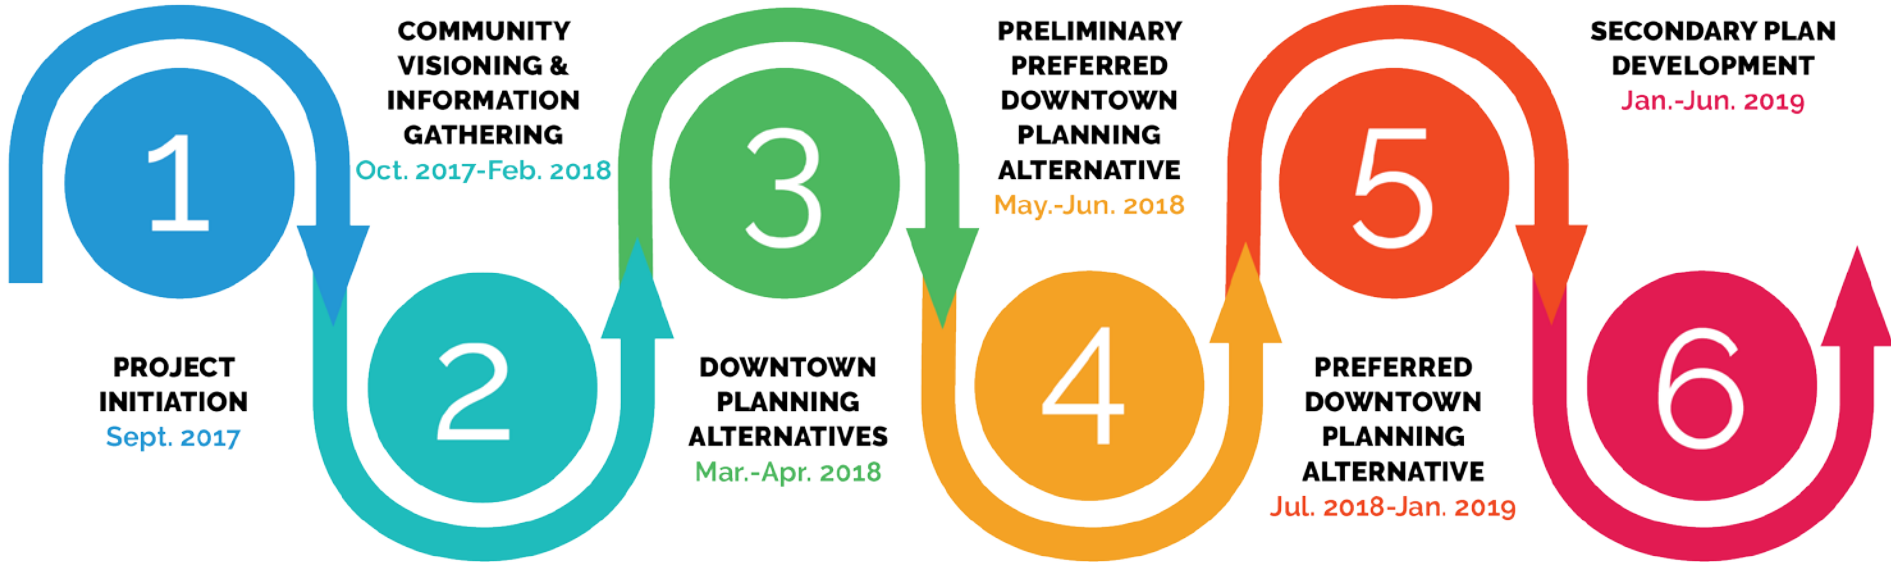 1
PROJECT
INITIATION
Sept. 2017
2
COMMUNITY
VISIONING &
INFORMATION
GATHERING
Oct. 2017-Feb. 2018
3
DOWNTOWN
PLANNING
ALTERNATIVES
Mar.-Apr. 2018
4
PRELIMINARY
PREFERRED
DOWNTOWN
PLANNING
ALTERNATIVE
May.-Jun. 2018
5
PREFERRED
DOWNTOWN
PLANNING
ALTERNATIVE
Jul. 2018-Jan. 2019
6
SECONDARY PLAN
DEVELOPMENT
Jan.-Jun. 2019